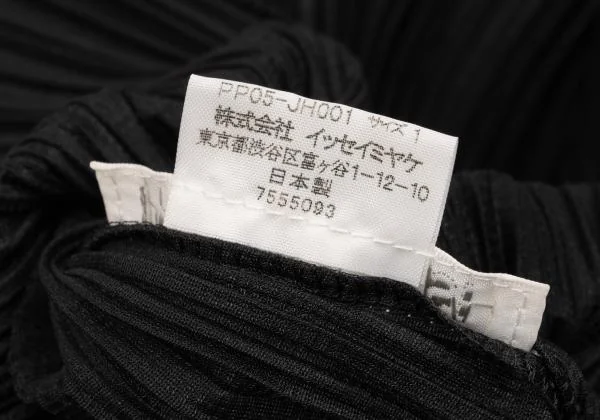 PP05-JH001 サイズ 1
株式会社 イッセイミヤケ
東京都渋谷区富ヶ谷1-12-10
日本製
7555093